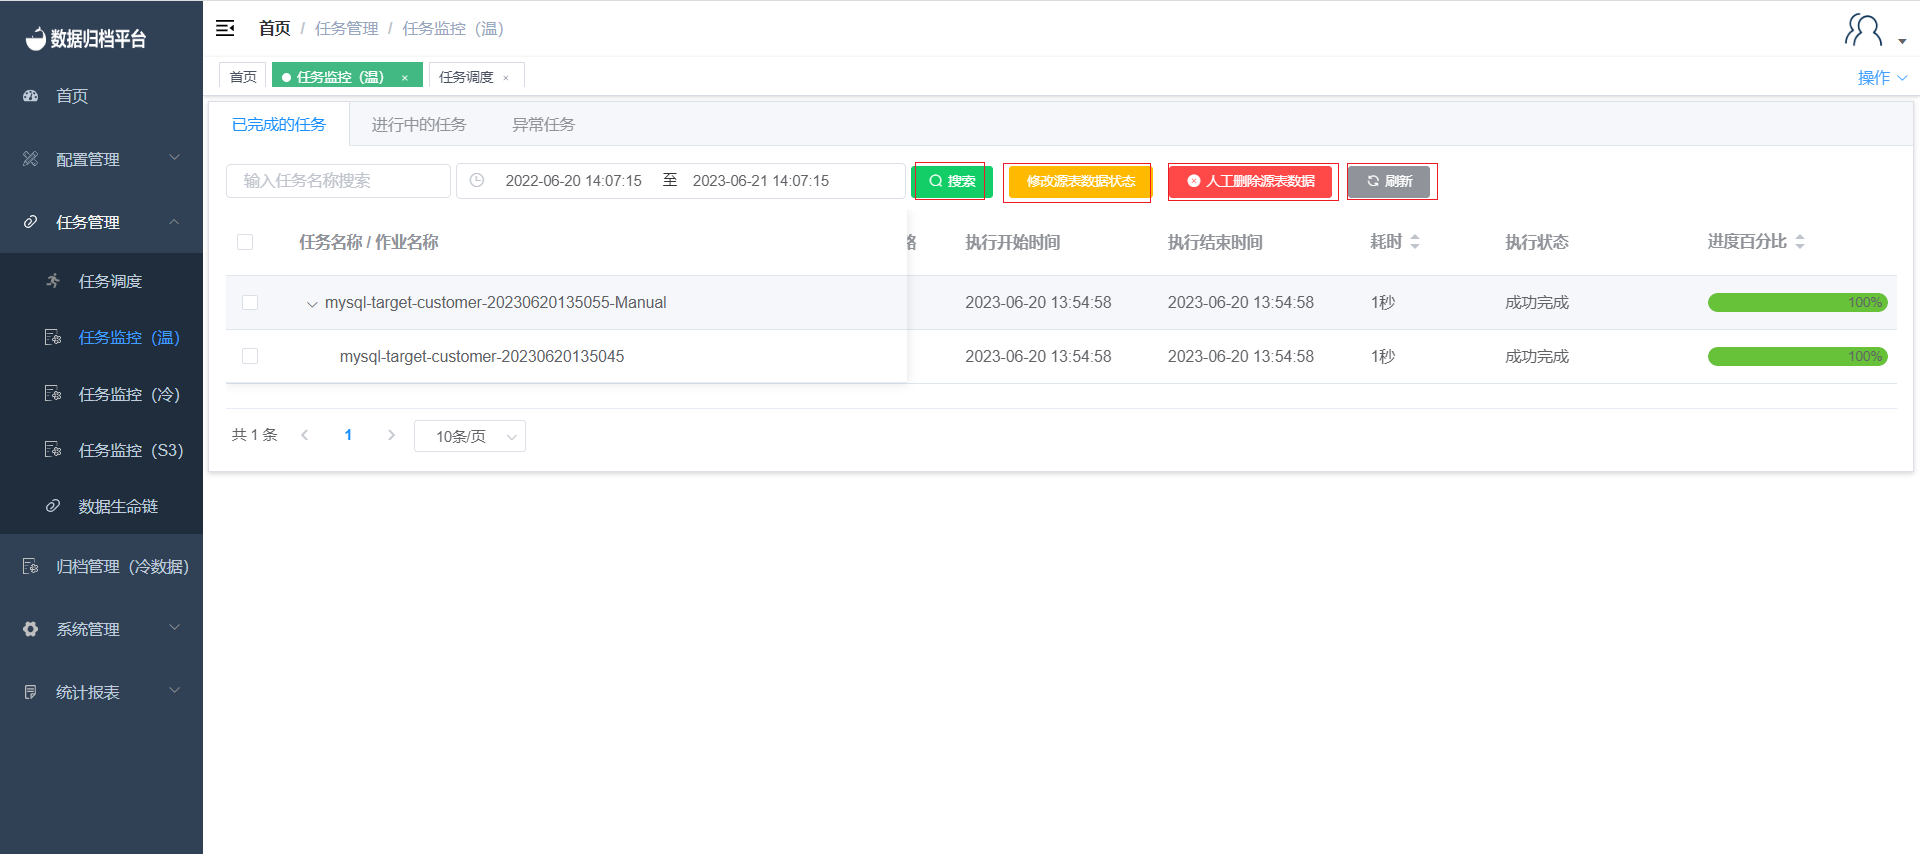 数据归档平台
首页
配置管理
任务管理
任务调度
任务监控（温）
任务监控（冷）
任务监控（S3）
数据生命链
归档管理（冷数据）
系统管理
统计报表
首页 / 任务管理 / 任务监控（温）
首页 任务监控（温） × 任务调度 × 操作
已完成的任务 进行中的任务 异常任务
输入任务名称搜索 2022-06-20 14:07:15 至 2023-06-21 14:07:15 搜索 修改源表数据状态 人工删除源表数据 刷新
任务名称 / 作业名称 执行开始时间 执行结束时间 耗时 执行状态 进度百分比
mysql-target-customer-20230620135055-Manual 2023-06-20 13:54:58 2023-06-20 13:54:58 1秒 成功完成 100%
mysql-target-customer-20230620135045 2023-06-20 13:54:58 2023-06-20 13:54:58 1秒 成功完成 100%
共 1 条 1 10条/页